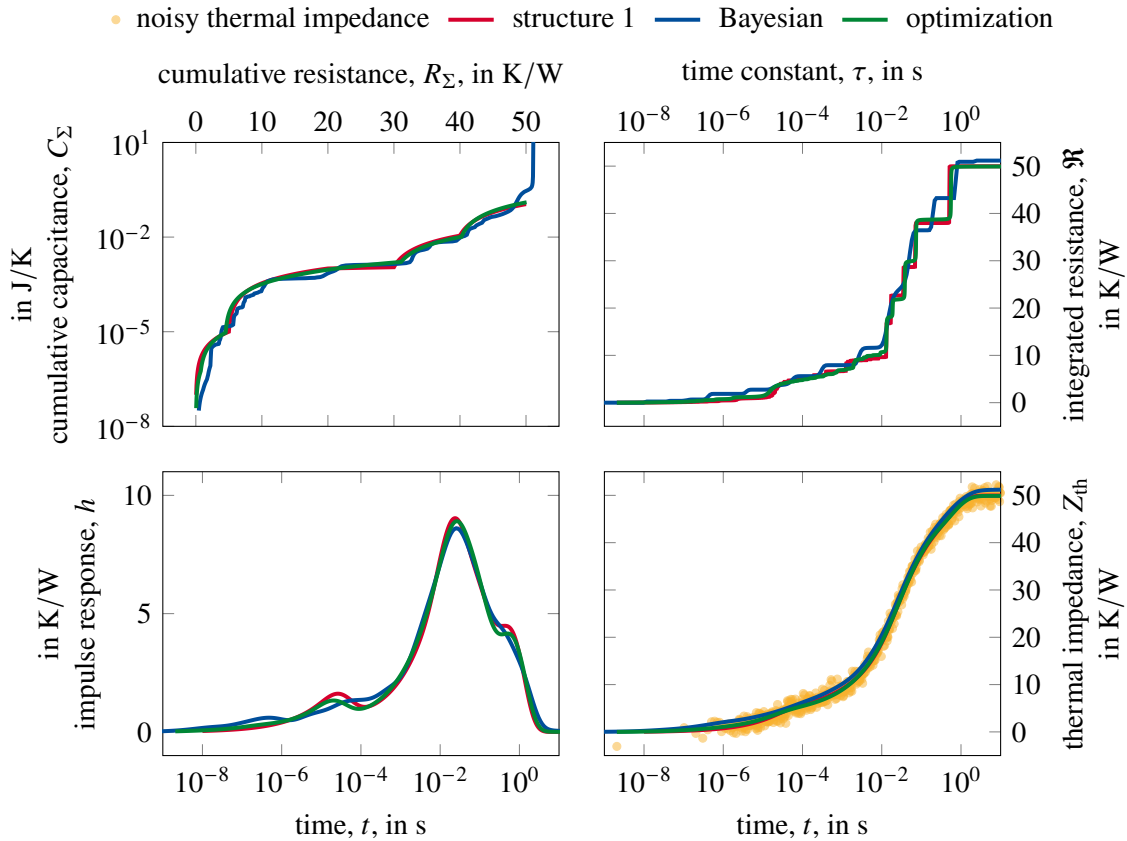 noisy thermal impedance structure 1 Bayesian optimization
cumulative resistance, R_Σ, in K/W
0 10 20 30 40 50
cumulative capacitance, C_Σ
in J/K
10^1
10^−2
10^−5
10^−8
time constant, τ, in s
10^−8 10^−6 10^−4 10^−2 10^0
50
40
30
20
10
0
integrated resistance, ℜ
in K/W
in K/W
impulse response, h
10
5
0
10^−8 10^−6 10^−4 10^−2 10^0
time, t, in s
50
40
30
20
10
0
thermal impedance, Z_th
in K/W
10^−8 10^−6 10^−4 10^−2 10^0
time, t, in s